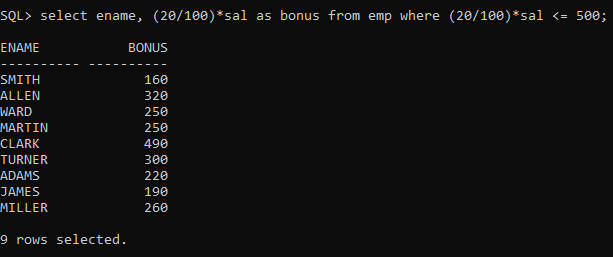 SQL> select ename, (20/100)*sal as bonus from emp where (20/100)*sal <= 500;
ENAME           BONUS
---------- ----------
SMITH             160
ALLEN             320
WARD              250
MARTIN            250
CLARK             490
TURNER            300
ADAMS             220
JAMES             190
MILLER            260
9 rows selected.